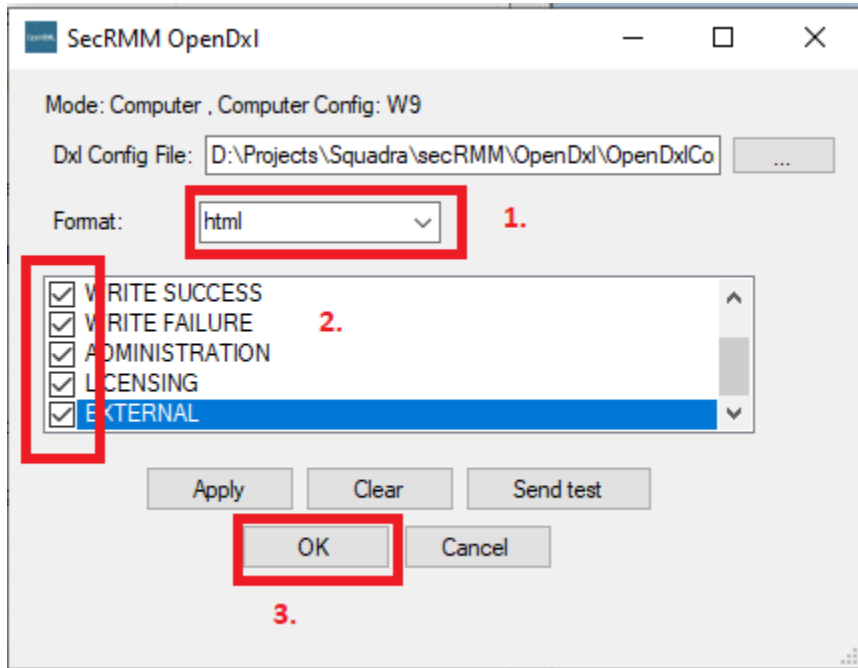 SecRMM OpenDxl
Mode: Computer , Computer Config: W9
Dxl Config File: D:\Projects\Squadra\secRMM\OpenDxl\OpenDxlCo ...
Format: html 1.
WRITE SUCCESS
WRITE FAILURE 2.
ADMINISTRATION
LICENSING
EXTERNAL
Apply Clear Send test
OK Cancel
3.